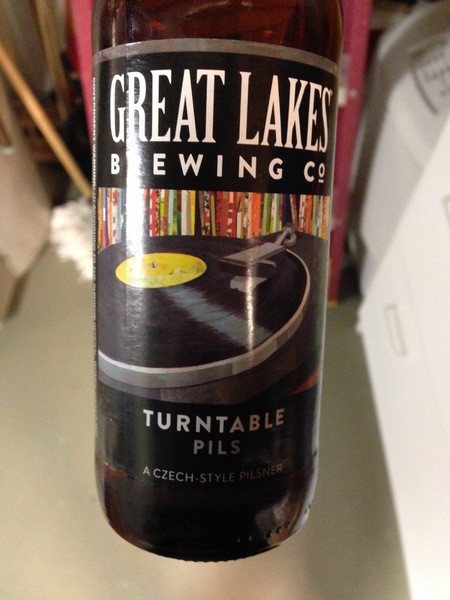 GREAT LAKES
BREWING Cº
TURNTABLE
PILS
A CZECH-STYLE PILSNER